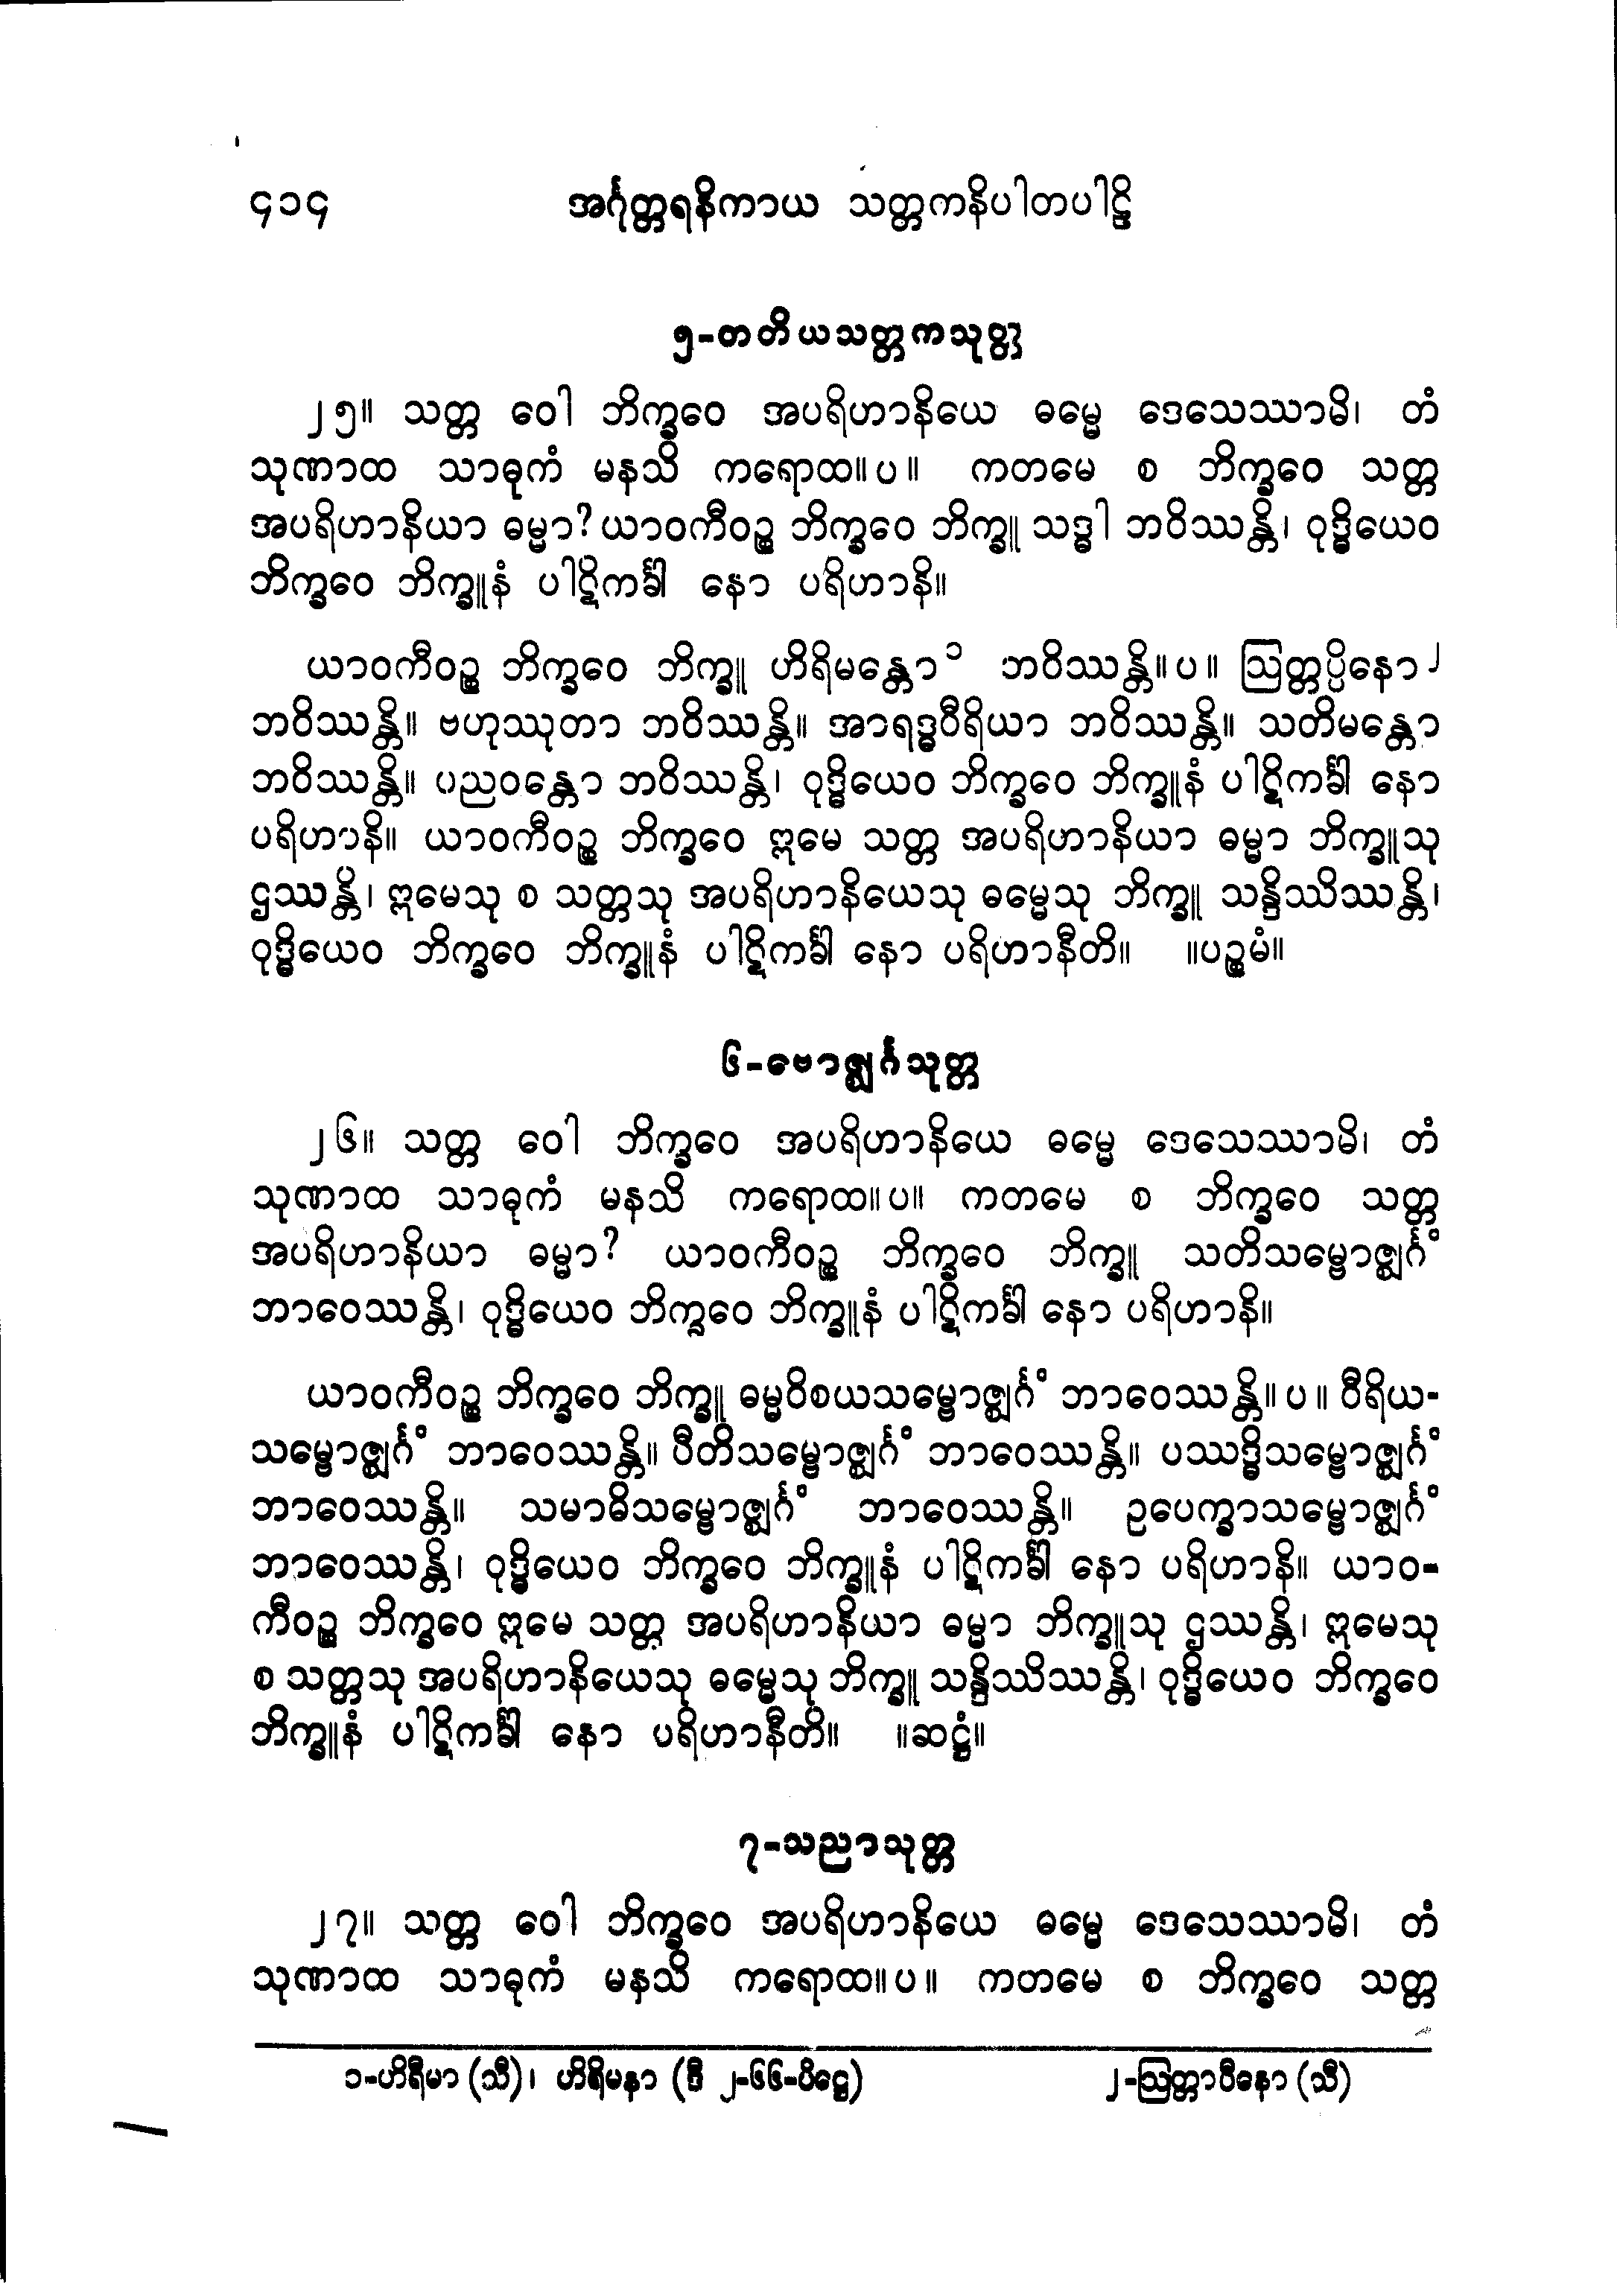 ၄၁၄ အင်္ဂုတ္တရနိကာယ သတ္တကနိပါတပါဠိ
၅-တတိယသတ္တကသုတ္တ
၂၅။ သတ္တ ဝေါ ဘိက္ခဝေ အပရိဟာနိယေ ဓမ္မေ ဒေသေဿာမိ၊ တံ
သုဏာထ သာဓုကံ မနသိ ကရောထ။ပ။ ကတမေ စ ဘိက္ခဝေ သတ္တ
အပရိဟာနိယာ ဓမ္မာ? ယာဝကီဝဉ္စ ဘိက္ခဝေ ဘိက္ခူ သဒ္ဓါ ဘဝိဿန္တိ၊ ဝုဒ္ဓိယေဝ
ဘိက္ခဝေ ဘိက္ခူနံ ပါဋိကင်္ခါ နော ပရိဟာနိ။
ယာဝကီဝဉ္စ ဘိက္ခဝေ ဘိက္ခူ ဟိရိမန္တော ၁ ဘဝိဿန္တိ။ပ။ ဩတ္တပ္ပိနော ၂
ဘဝိဿန္တိ။ ဗဟုဿုတာ ဘဝိဿန္တိ။ အာရဒ္ဓဝီရိယာ ဘဝိဿန္တိ။ သတိမန္တော
ဘဝိဿန္တိ။ ပညဝန္တော ဘဝိဿန္တိ၊ ဝုဒ္ဓိယေဝ ဘိက္ခဝေ ဘိက္ခူနံ ပါဋိကင်္ခါ နော
ပရိဟာနိ။ ယာဝကီဝဉ္စ ဘိက္ခဝေ ဣမေ သတ္တ အပရိဟာနိယာ ဓမ္မာ ဘိက္ခူသု
ဌဿန္တိ၊ ဣမေသု စ သတ္တသု အပရိဟာနိယေသု ဓမ္မေသု ဘိက္ခူ သန္ဒိဿိဿန္တိ၊
ဝုဒ္ဓိယေဝ ဘိက္ခဝေ ဘိက္ခူနံ ပါဋိကင်္ခါ နော ပရိဟာနီတိ။ ။ပဉ္စမံ။
၆-ဗောဇ္ဈင်္ဂသုတ္တ
၂၆။ သတ္တ ဝေါ ဘိက္ခဝေ အပရိဟာနိယေ ဓမ္မေ ဒေသေဿာမိ၊ တံ
သုဏာထ သာဓုကံ မနသိ ကရောထ။ပ။ ကတမေ စ ဘိက္ခဝေ သတ္တ
အပရိဟာနိယာ ဓမ္မာ? ယာဝကီဝဉ္စ ဘိက္ခဝေ ဘိက္ခူ သတိသမ္ဗောဇ္ဈင်္ဂံ
ဘာဝေဿန္တိ၊ ဝုဒ္ဓိယေဝ ဘိက္ခဝေ ဘိက္ခူနံ ပါဋိကင်္ခါ နော ပရိဟာနိ။
ယာဝကီဝဉ္စ ဘိက္ခဝေ ဘိက္ခူ ဓမ္မဝိစယသမ္ဗောဇ္ဈင်္ဂံ ဘာဝေဿန္တိ။ပ။ ဝီရိယ-
သမ္ဗောဇ္ဈင်္ဂံ ဘာဝေဿန္တိ။ ပီတိသမ္ဗောဇ္ဈင်္ဂံ ဘာဝေဿန္တိ။ ပဿဒ္ဓိသမ္ဗောဇ္ဈင်္ဂံ
ဘာဝေဿန္တိ။ သမာဓိသမ္ဗောဇ္ဈင်္ဂံ ဘာဝေဿန္တိ။ ဥပေက္ခာသမ္ဗောဇ္ဈင်္ဂံ
ဘာဝေဿန္တိ၊ ဝုဒ္ဓိယေဝ ဘိက္ခဝေ ဘိက္ခူနံ ပါဋိကင်္ခါ နော ပရိဟာနိ။ ယာဝ-
ကီဝဉ္စ ဘိက္ခဝေ ဣမေ သတ္တ အပရိဟာနိယာ ဓမ္မာ ဘိက္ခူသု ဌဿန္တိ၊ ဣမေသု
စ သတ္တသု အပရိဟာနိယေသု ဓမ္မေသု ဘိက္ခူ သန္ဒိဿိဿန္တိ၊ ဝုဒ္ဓိယေဝ ဘိက္ခဝေ
ဘိက္ခူနံ ပါဋိကင်္ခါ နော ပရိဟာနီတိ။ ။ဆဋ္ဌံ။
၇-သညာသုတ္တ
၂၇။ သတ္တ ဝေါ ဘိက္ခဝေ အပရိဟာနိယေ ဓမ္မေ ဒေသေဿာမိ၊ တံ
သုဏာထ သာဓုကံ မနသိ ကရောထ။ပ။ ကတမေ စ ဘိက္ခဝေ သတ္တ
၁-ဟိရီမာ (သီ)၊ ဟိရိမနာ (ဒီ ၂-၆၆-ပိဋ္ဌေ) ၂-ဩတ္တာပီနော (သီ)